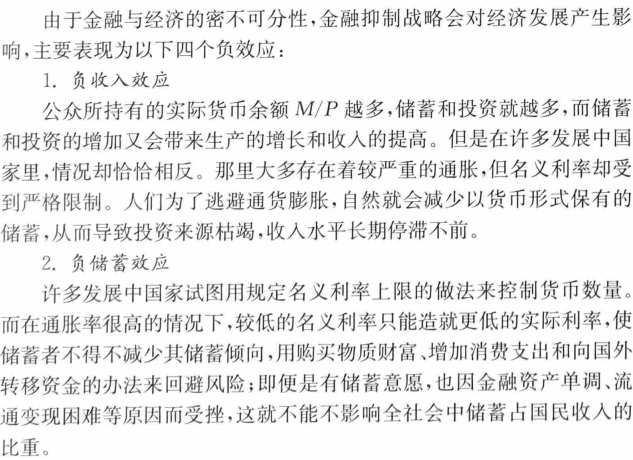 由于金融与经济的密不可分性,金融抑制战略会对经济发展产生影
响,主要表现为以下四个负效应:
1. 负收入效应
公众所持有的实际货币余额 M/P 越多,储蓄和投资就越多,而储蓄
和投资的增加又会带来生产的增长和收入的提高。但是在许多发展中国
家里,情况却恰恰相反。那里大多存在着较严重的通胀,但名义利率却受
到严格限制。人们为了逃避通货膨胀,自然就会减少以货币形式保有的
储蓄,从而导致投资来源枯竭,收入水平长期停滞不前。
2. 负储蓄效应
许多发展中国家试图用规定名义利率上限的做法来控制货币数量。
而在通胀率很高的情况下,较低的名义利率只能造就更低的实际利率,使
储蓄者不得不减少其储蓄倾向,用购买物质财富、增加消费支出和向国外
转移资金的办法来回避风险;即便是有储蓄意愿,也因金融资产单调、流
通变现困难等原因而受挫,这就不能不影响全社会中储蓄占国民收入的
比重。